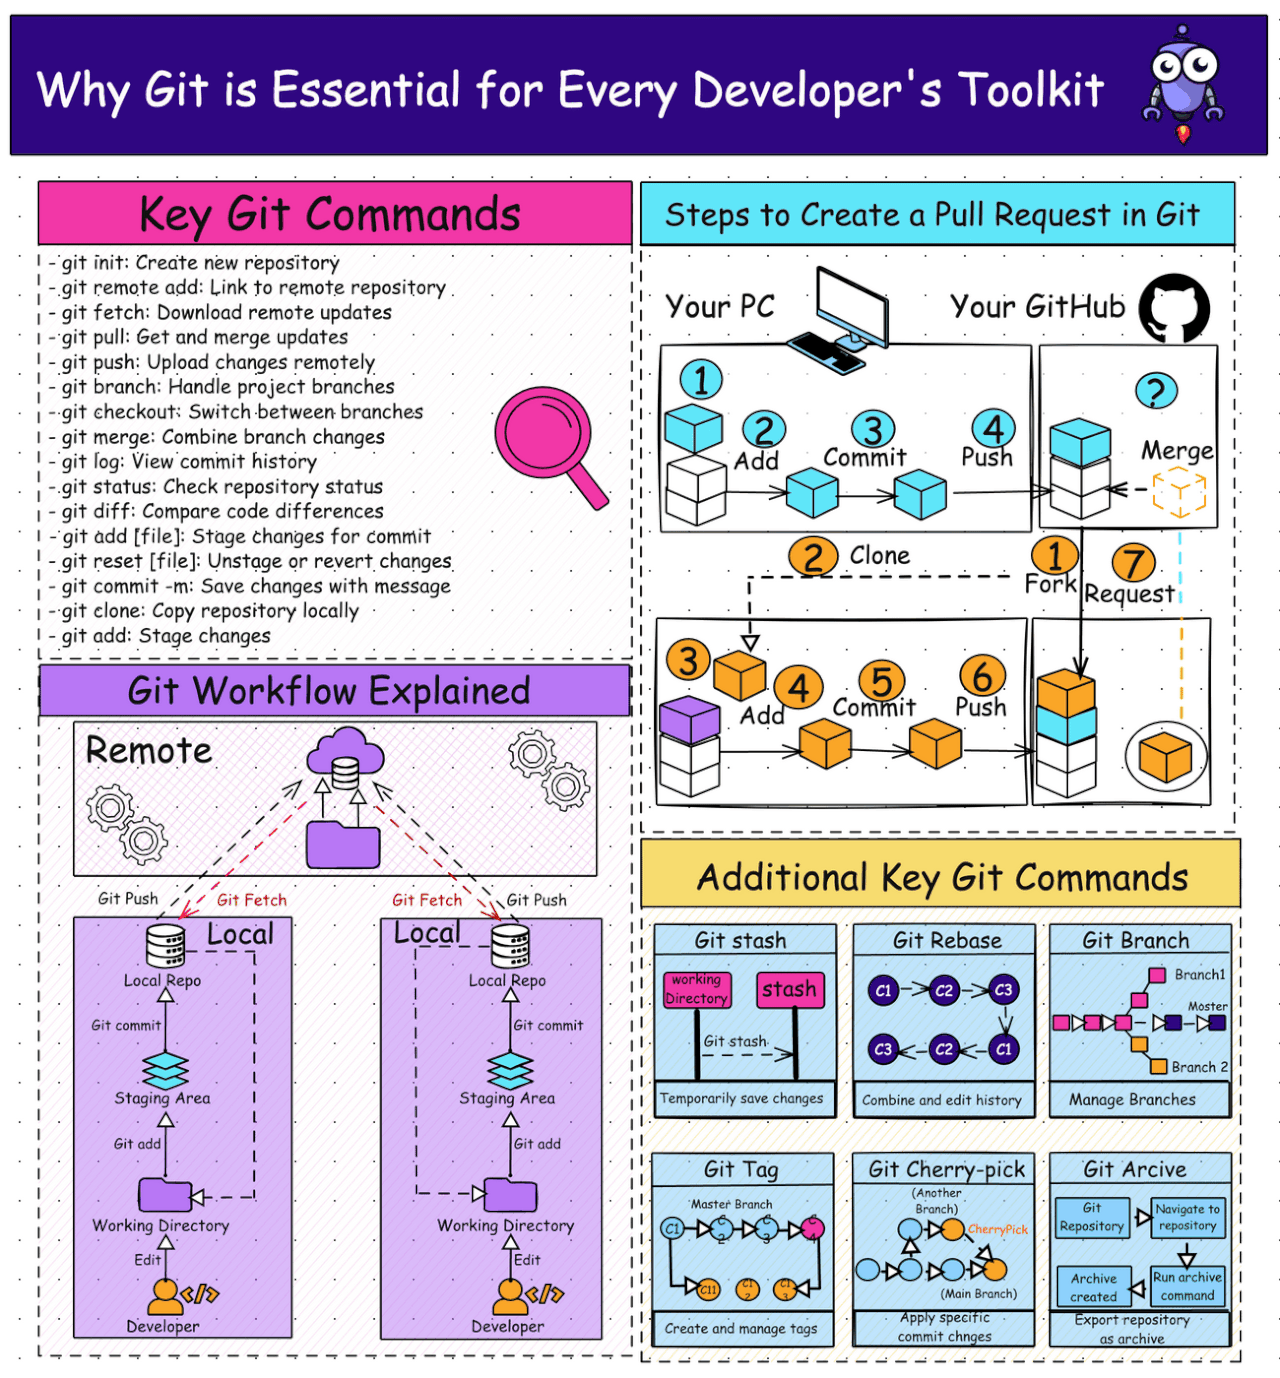 Why Git is Essential for Every Developer's Toolkit
Key Git Commands
- git init: Create new repository
- git remote add: Link to remote repository
- git fetch: Download remote updates
- git pull: Get and merge updates
- git push: Upload changes remotely
- git branch: Handle project branches
- git checkout: Switch between branches
- git merge: Combine branch changes
- git log: View commit history
- git status: Check repository status
- git diff: Compare code differences
- git add [file]: Stage changes for commit
- git reset [file]: Unstage or revert changes
- git commit -m: Save changes with message
- git clone: Copy repository locally
- git add: Stage changes
Steps to Create a Pull Request in Git
Your PC
Your GitHub
1
2
Add
3
Commit
4
Push
?
Merge
2 Clone
1
Fork
7
Request
3
4
Add
5
Commit
6
Push
Git Workflow Explained
Remote
Git Push
Git Fetch
Git Fetch
Git Push
Local
Local Repo
Git commit
Staging Area
Git add
Working Directory
Edit
</>
Developer
Local
Local Repo
Git commit
Staging Area
Git add
Working Directory
Edit
</>
Developer
Additional Key Git Commands
Git stash
working
Directory
stash
Git stash
Temporarily save changes
Git Rebase
C1
C2
C3
C3
C2
C1
Combine and edit history
Git Branch
Branch1
Moster
Branch 2
Manage Branches
Git Tag
Master Branch
C1
C
2
C
3
C
4
C11
C1
2
C1
3
Create and manage tags
Git Cherry-pick
(Another
Branch)
CherryPick
(Main Branch)
Apply specific
commit chnges
Git Arcive
Git
Repository
Navigate to
repository
Archive
created
Run archive
command
Export repository
as archive